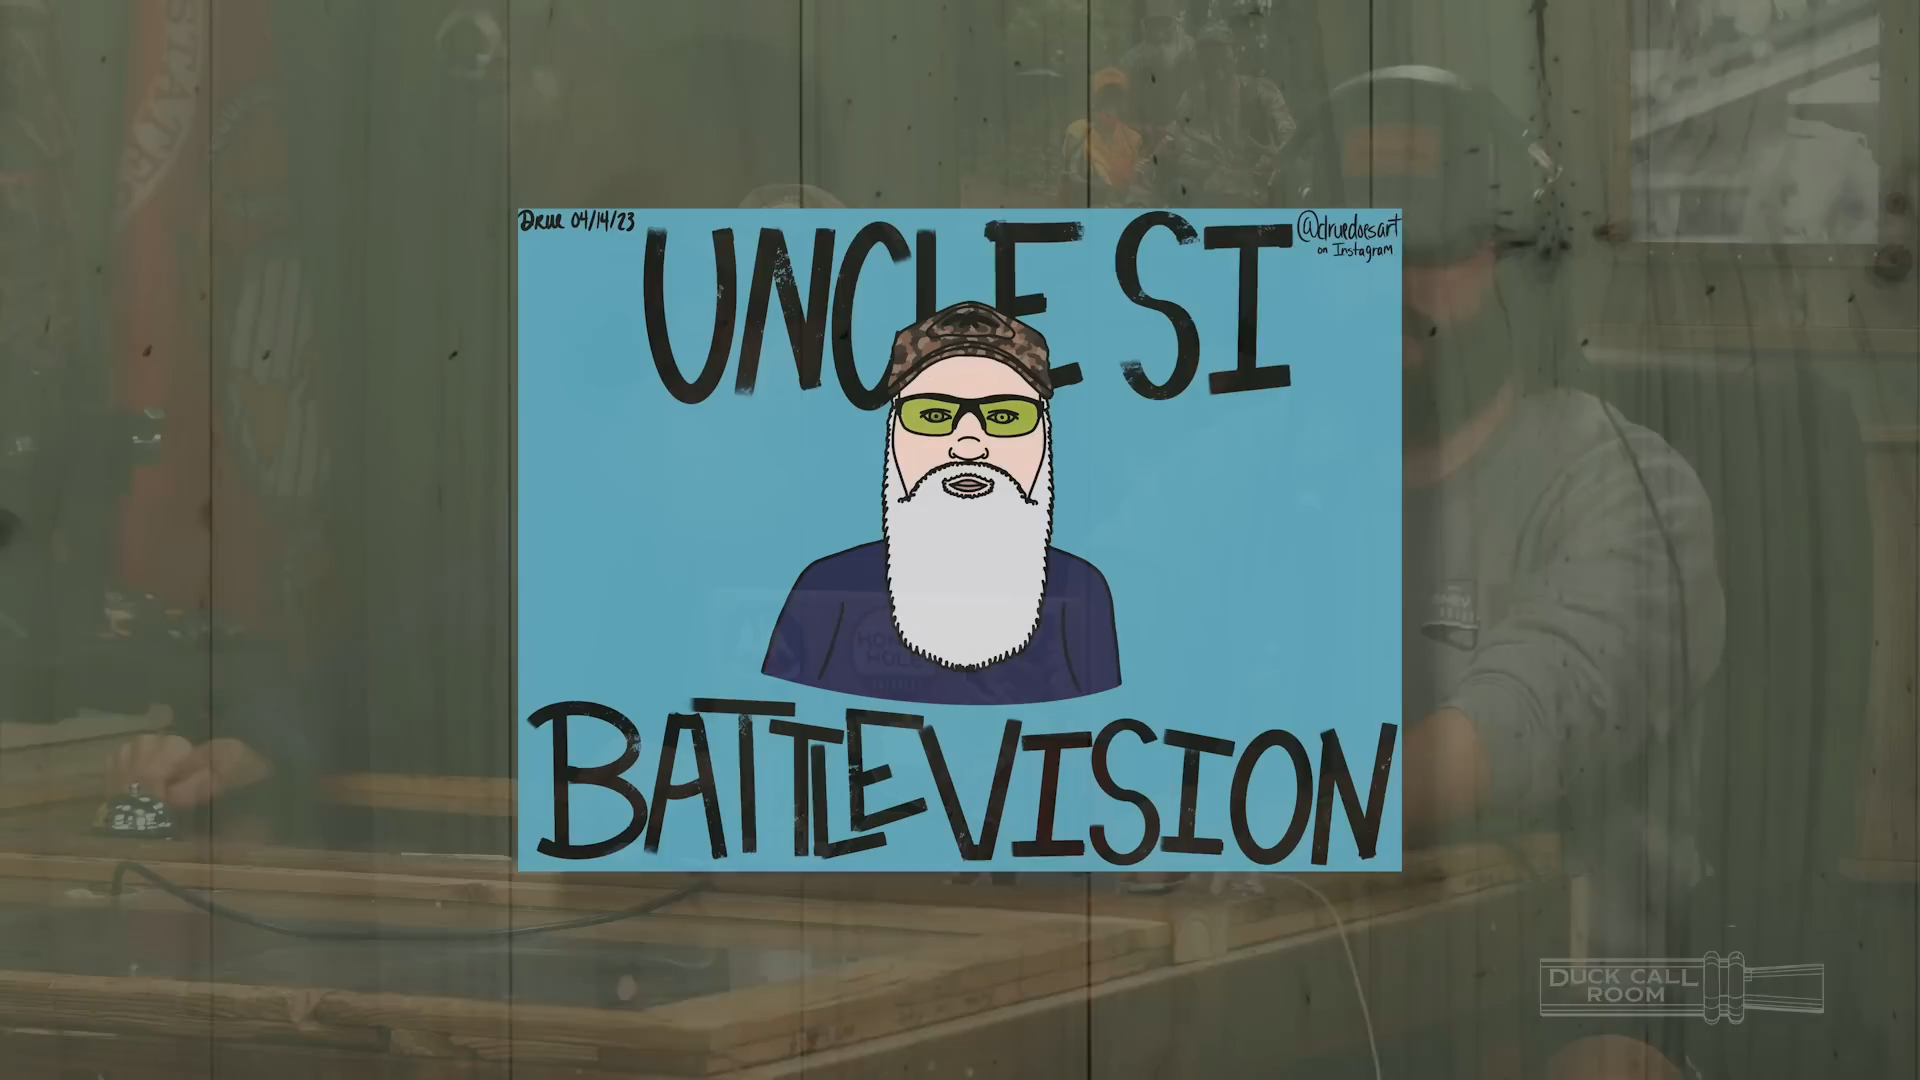 Drue 04/14/23
@druedoesart
on Instagram
UNCLE SI
BATTLEVISION
DUCK CALL
ROOM